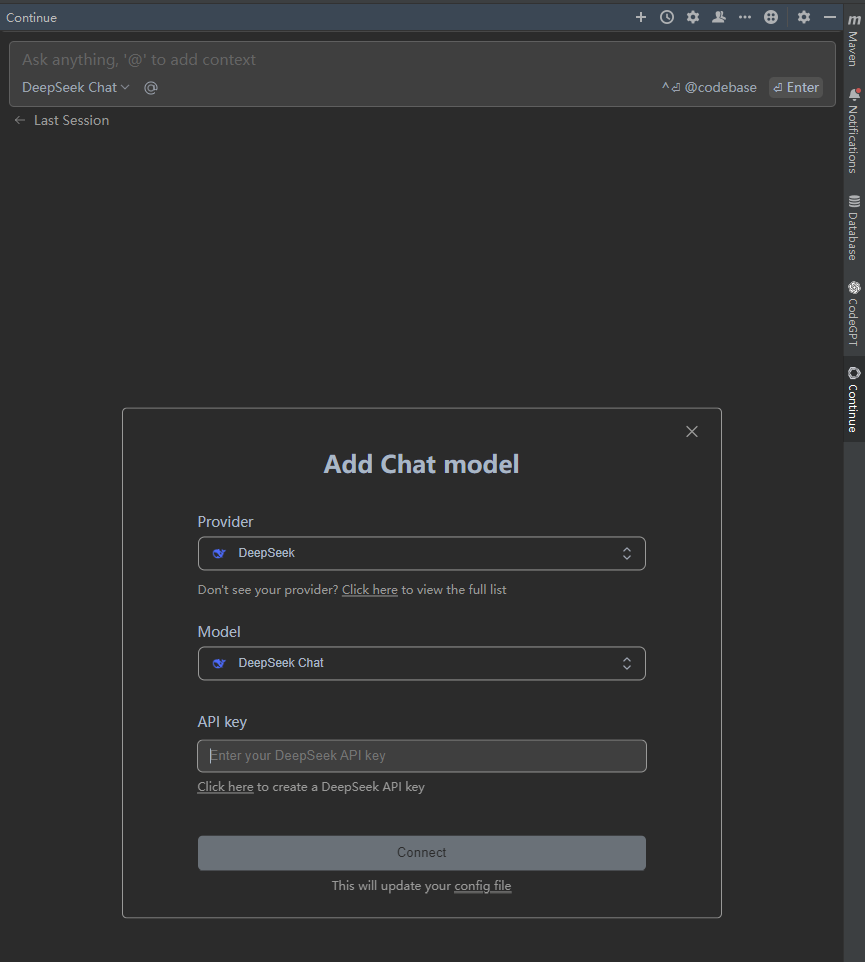 Continue
Ask anything, '@' to add context
DeepSeek Chat @ ^⏎ @codebase ⏎ Enter
← Last Session
Add Chat model
Provider
DeepSeek
Don't see your provider? Click here to view the full list
Model
DeepSeek Chat
API key
Enter your DeepSeek API key
Click here to create a DeepSeek API key
Connect
This will update your config file
m
Maven
Notifications
Database
CodeGPT
Continue